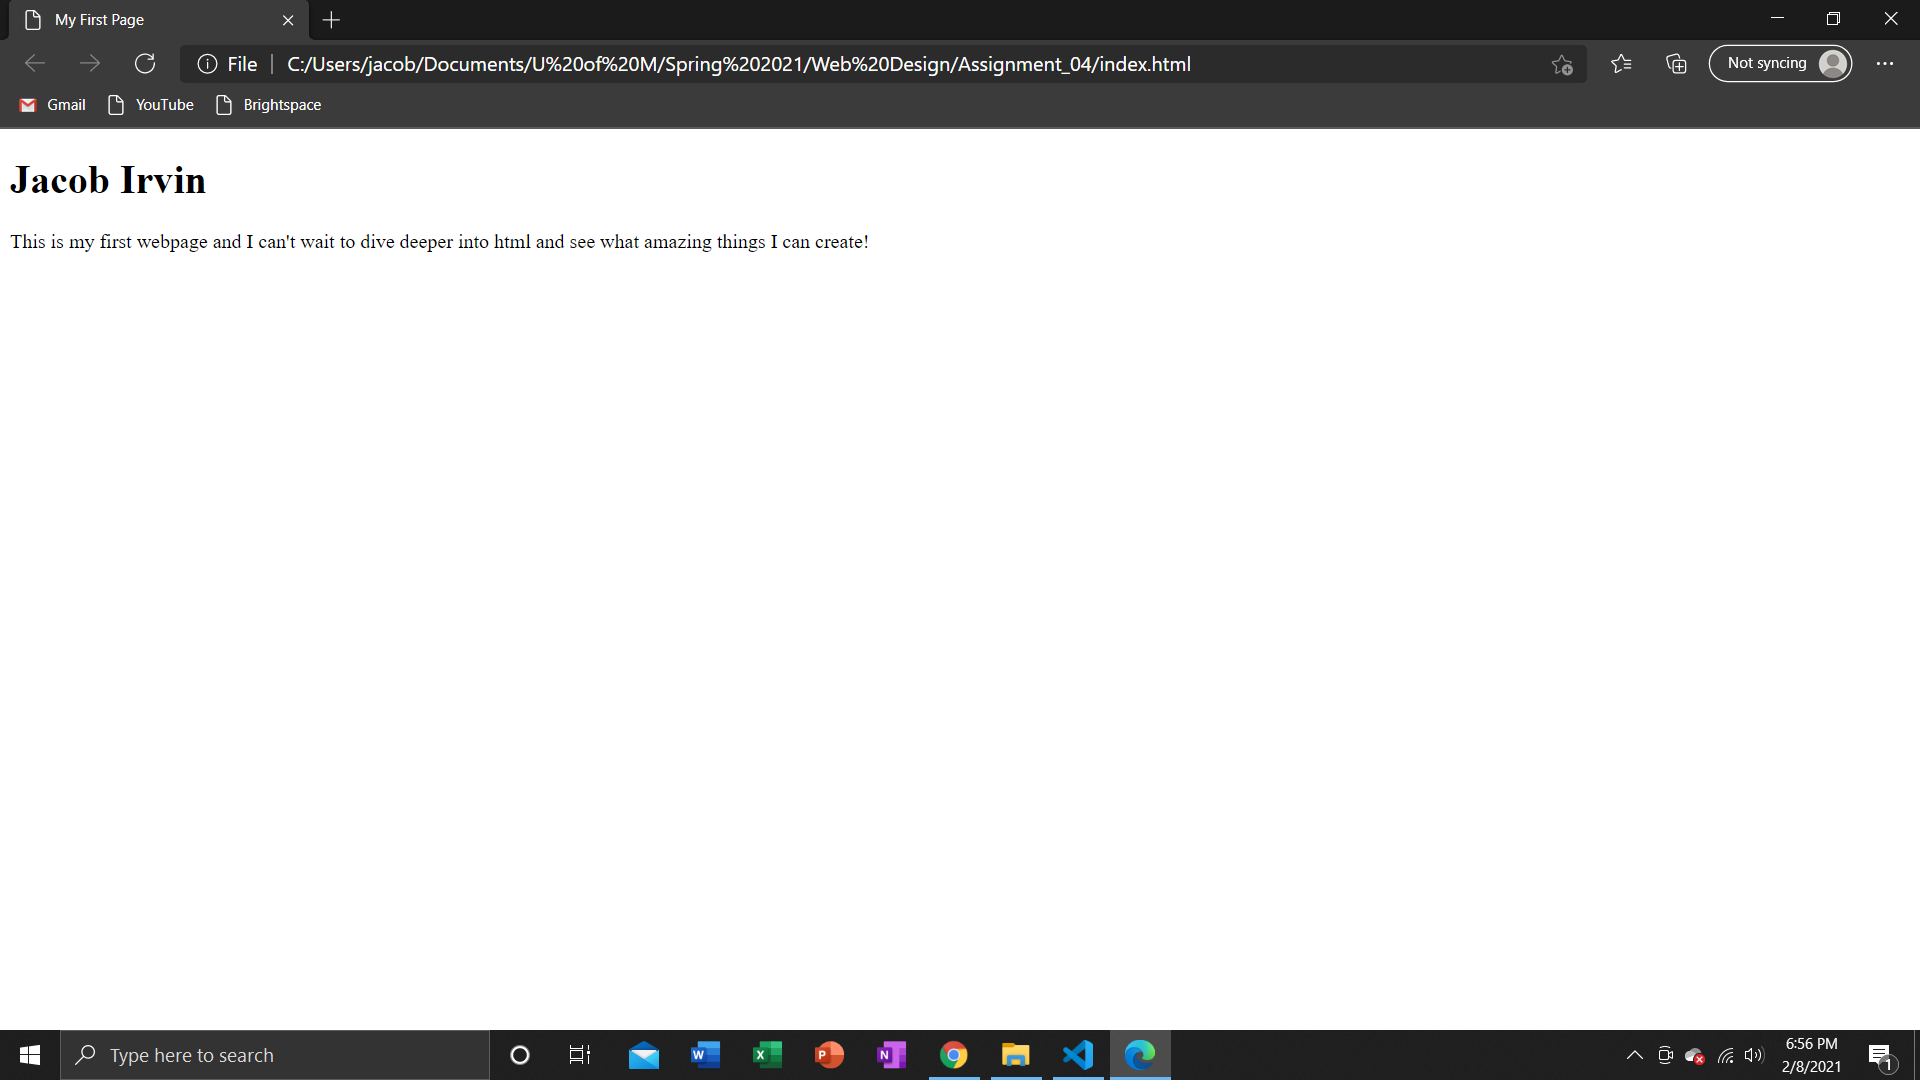 My First Page
File
C:/Users/jacob/Documents/U%20of%20M/Spring%202021/Web%20Design/Assignment_04/index.html
Not syncing
Gmail
YouTube
Brightspace
Jacob Irvin
This is my first webpage and I can't wait to dive deeper into html and see what amazing things I can create!
Type here to search
6:56 PM
2/8/2021
1